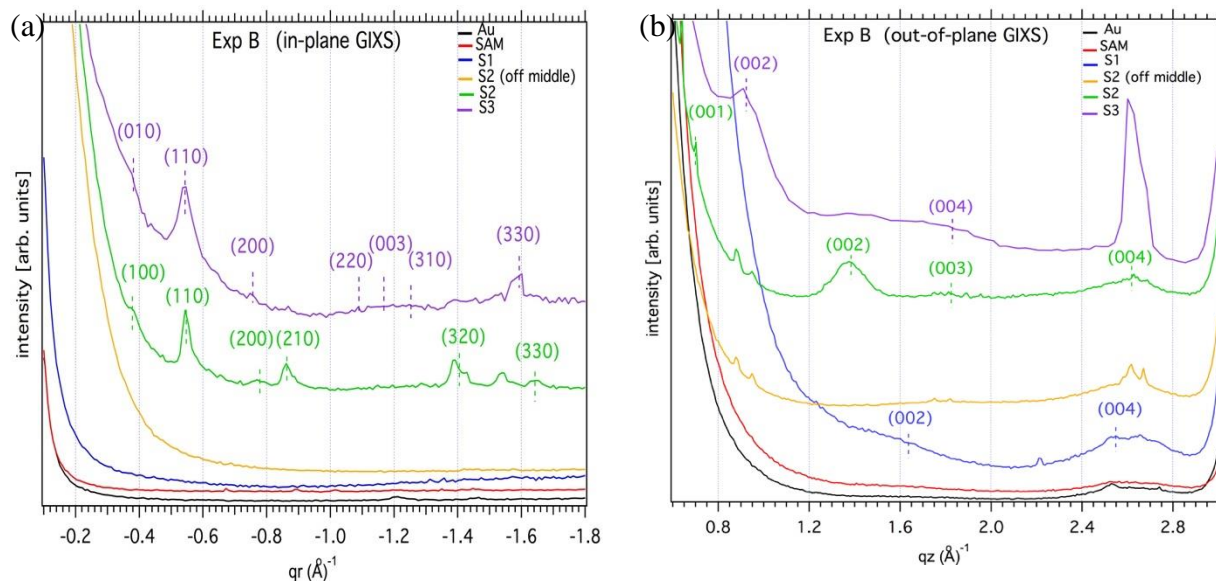 (a)
Exp B (in-plane GIXS)
Au
SAM
S1
S2 (off middle)
S2
S3
(010)
(110)
(200)
(220)
(003)
(310)
(330)
(100)
(110)
(200)
(210)
(320)
(330)
intensity [arb. units]
-0.2 -0.4 -0.6 -0.8 -1.0 -1.2 -1.4 -1.6 -1.8
qr (Å)⁻¹
(b)
Exp B (out-of-plane GIXS)
Au
SAM
S1
S2 (off middle)
S2
S3
(002)
(001)
(004)
(002)
(003)
(004)
(002)
(004)
intensity [arb. units]
0.8 1.2 1.6 2.0 2.4 2.8
qz (Å)⁻¹